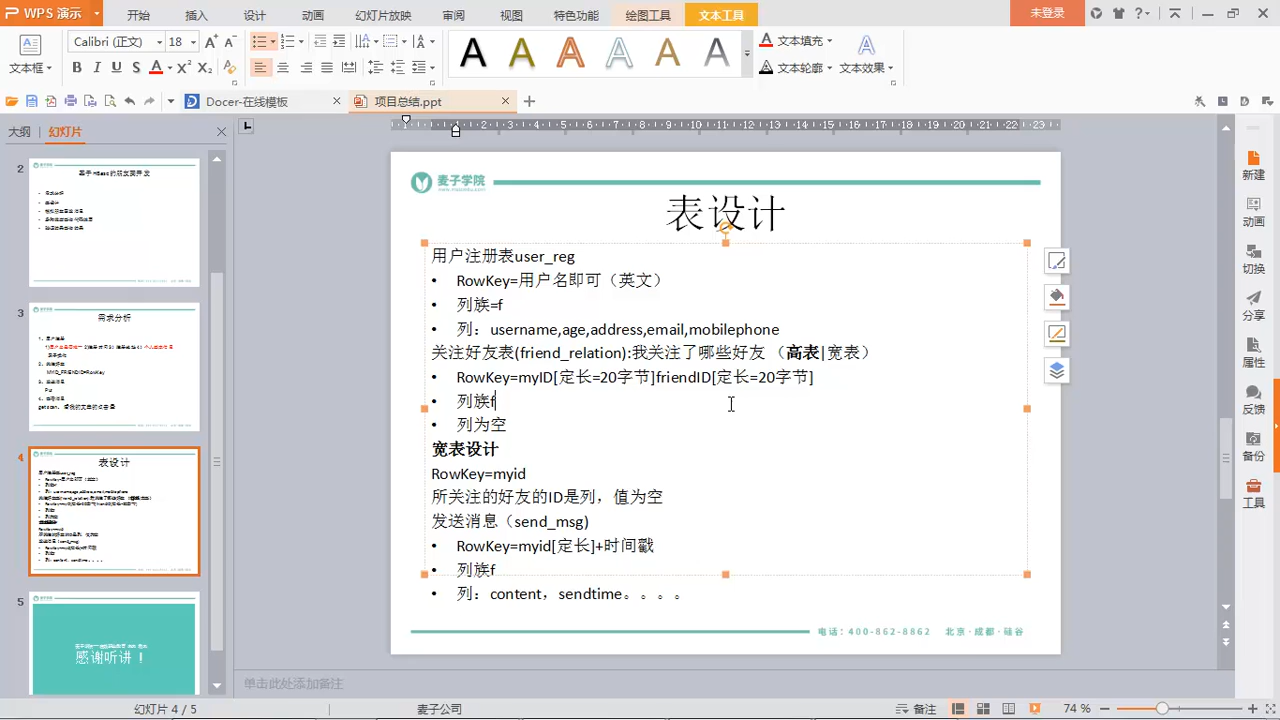 WPS 演示
开始 插入 设计 动画 幻灯片放映 审阅 视图 特色功能 绘图工具 文本工具 未登录
文本框 Calibri (正文) 18 文本填充
B I U S A X² X₂ 文本轮廓 文本效果
Docer-在线模板 项目总结.ppt
大纲 幻灯片
2
3
需求分析
4
表设计
5
感谢听讲！
麦子学院
表设计
用户注册表user_reg
• RowKey=用户名即可（英文）
• 列族=f
• 列：username,age,address,email,mobilephone
关注好友表(friend_relation):我关注了哪些好友 （高表|宽表）
• RowKey=myID[定长=20字节]friendID[定长=20字节]
• 列族f
• 列为空
宽表设计
RowKey=myid
所关注的好友的ID是列，值为空
发送消息（send_msg)
• RowKey=myid[定长]+时间戳
• 列族f
• 列：content，sendtime。。。。
电话：400-862-8862 北京·成都·硅谷
新建
动画
切换
分享
属性
反馈
备份
工具
单击此处添加备注
幻灯片 4 / 5 麦子公司 备注 74 %